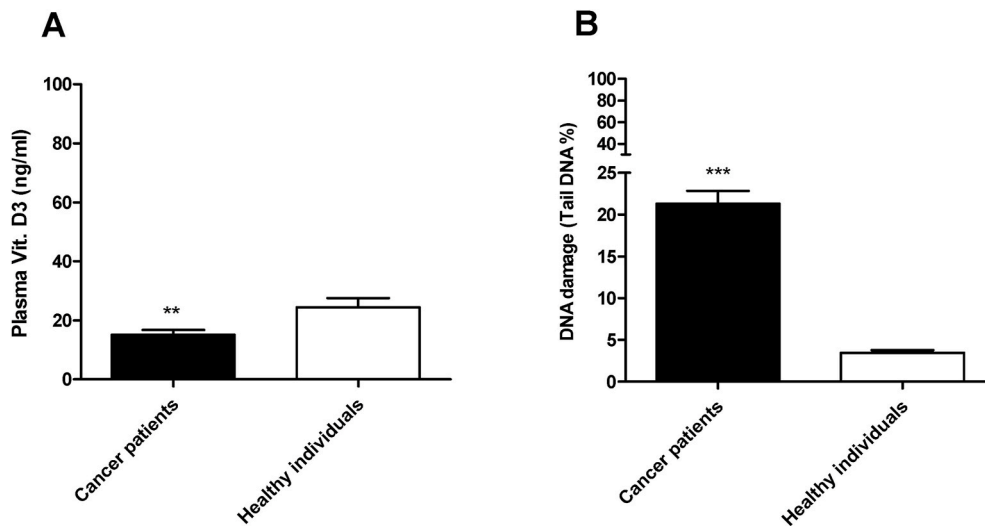 A
Plasma Vit. D3 (ng/ml)
100
80
60
40
20
0
**
Cancer patients
Healthy individuals
B
DNA damage (Tail DNA %)
100
80
60
40
25
20
15
10
5
0
***
Cancer patients
Healthy individuals